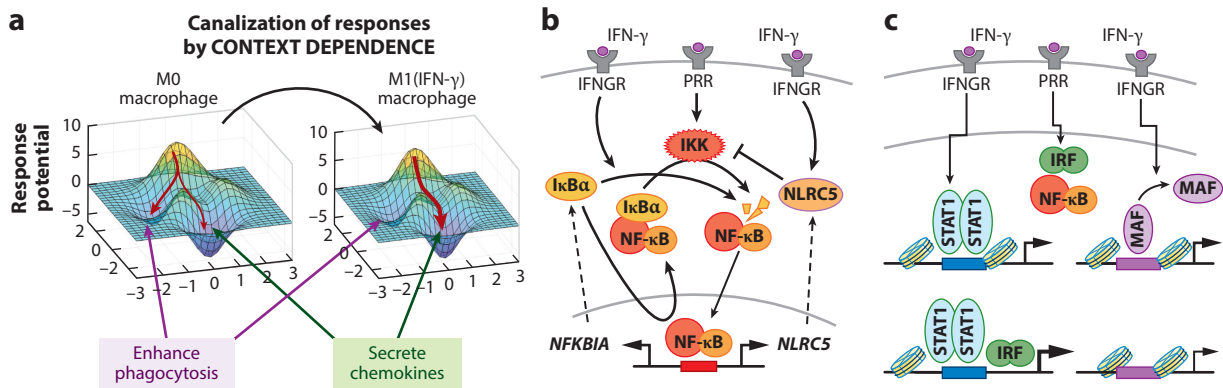 a
Canalization of responses
by CONTEXT DEPENDENCE
M0
macrophage
M1(IFN-γ)
macrophage
Response
potential
10
5
0
−5
2
0
−2
−3
−2
−1
0
1
2
3
10
5
0
−5
2
0
−2
−3
−2
−1
0
1
2
3
Enhance
phagocytosis
Secrete
chemokines
b
IFN-γ
IFN-γ
IFNGR
PRR
IFNGR
IKK
IκBα
NLRC5
IκBα
NF-κB
NF-κB
NF-κB
NFKBIA
NLRC5
c
IFN-γ
IFN-γ
IFNGR
PRR
IFNGR
IRF
NF-κB
STAT1
STAT1
MAF
MAF
STAT1
STAT1
IRF